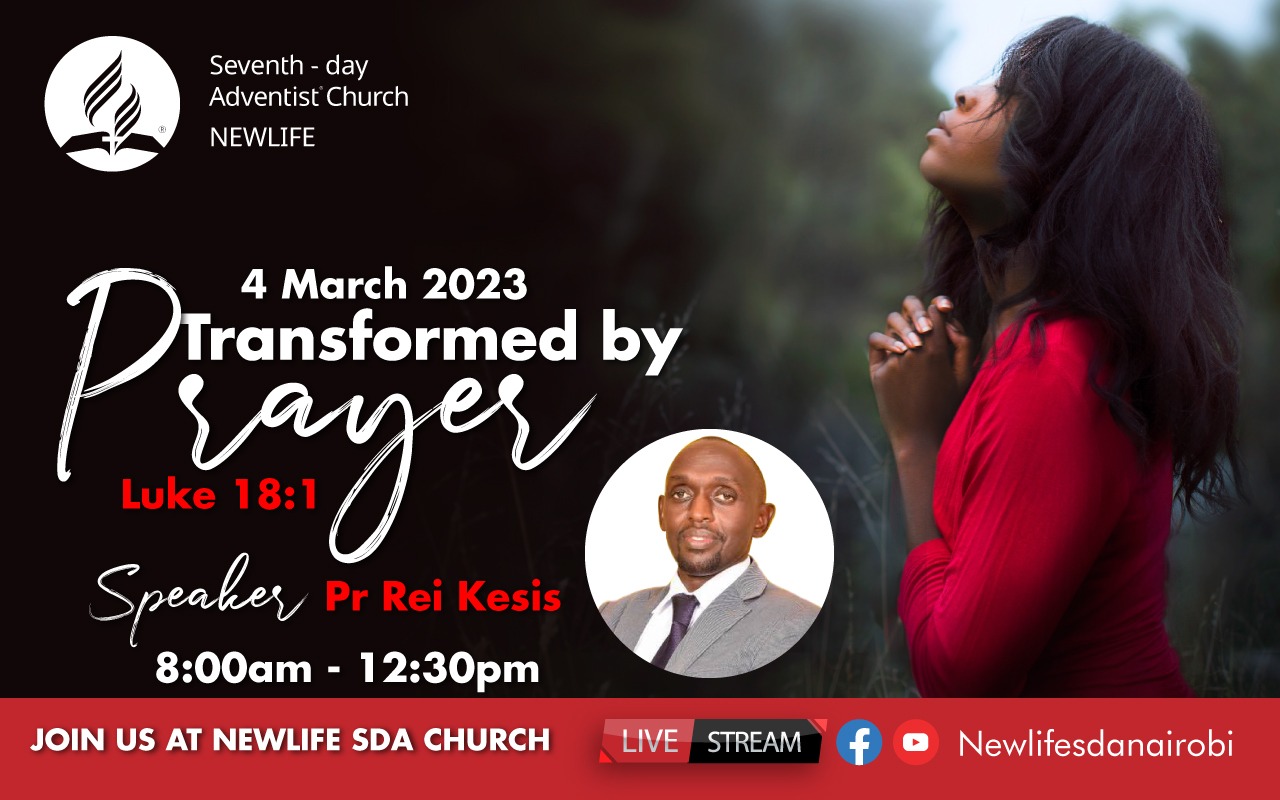 Seventh - day
Adventist® Church
NEWLIFE
®
4 March 2023
Transformed by
Prayer
Luke 18:1
Speaker Pr Rei Kesis
8:00am - 12:30pm
JOIN US AT NEWLIFE SDA CHURCH
LIVE STREAM
f
Newlifesdanairobi